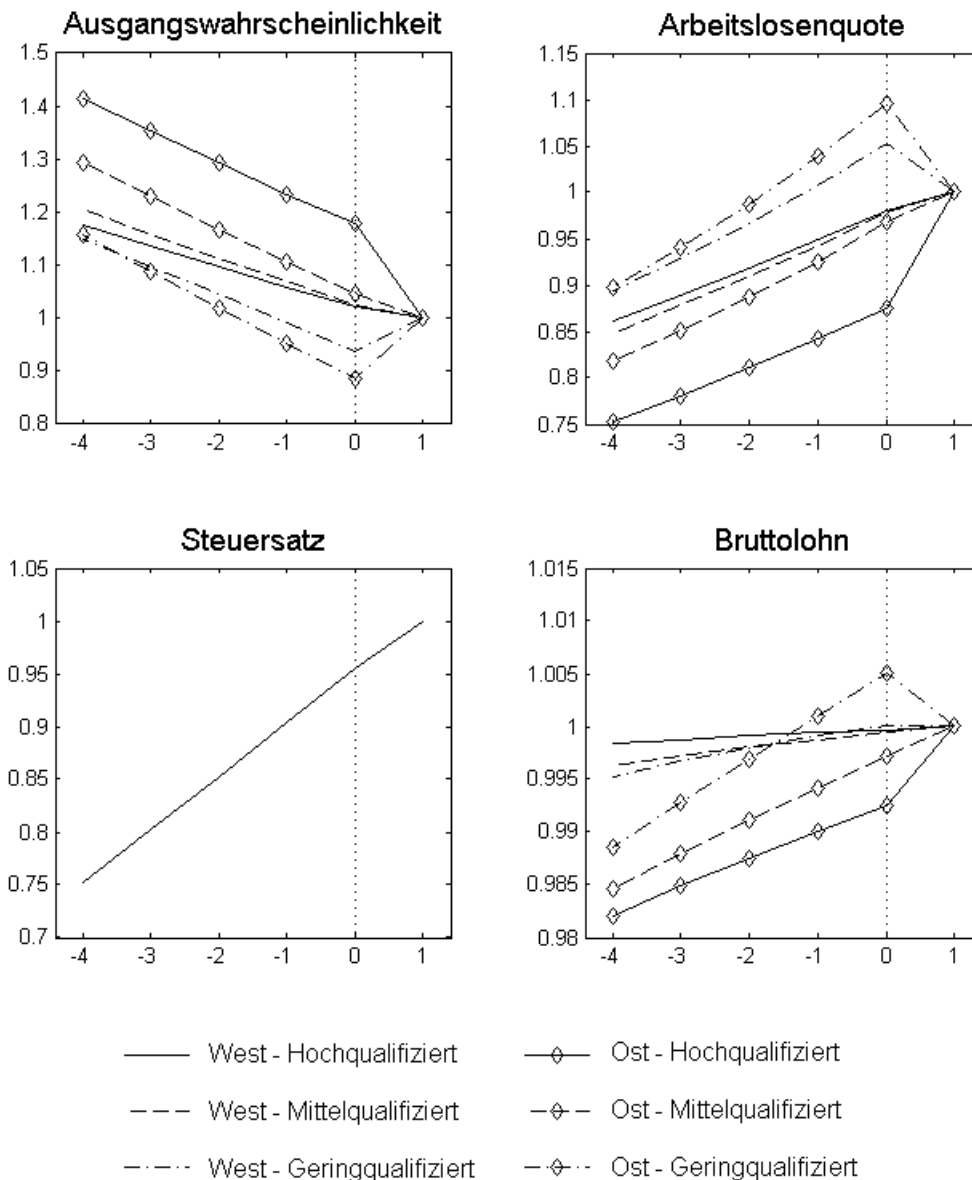 Ausgangswahrscheinlichkeit
1.5
1.4
1.3
1.2
1.1
1
0.9
0.8
-4 -3 -2 -1 0 1
Arbeitslosenquote
1.15
1.1
1.05
1
0.95
0.9
0.85
0.8
0.75
-4 -3 -2 -1 0 1
Steuersatz
1.05
1
0.95
0.9
0.85
0.8
0.75
0.7
-4 -3 -2 -1 0 1
Bruttolohn
1.015
1.01
1.005
1
0.995
0.99
0.985
0.98
-4 -3 -2 -1 0 1
West - Hochqualifiziert
Ost - Hochqualifiziert
West - Mittelqualifiziert
Ost - Mittelqualifiziert
West - Geringqualifiziert
Ost - Geringqualifiziert